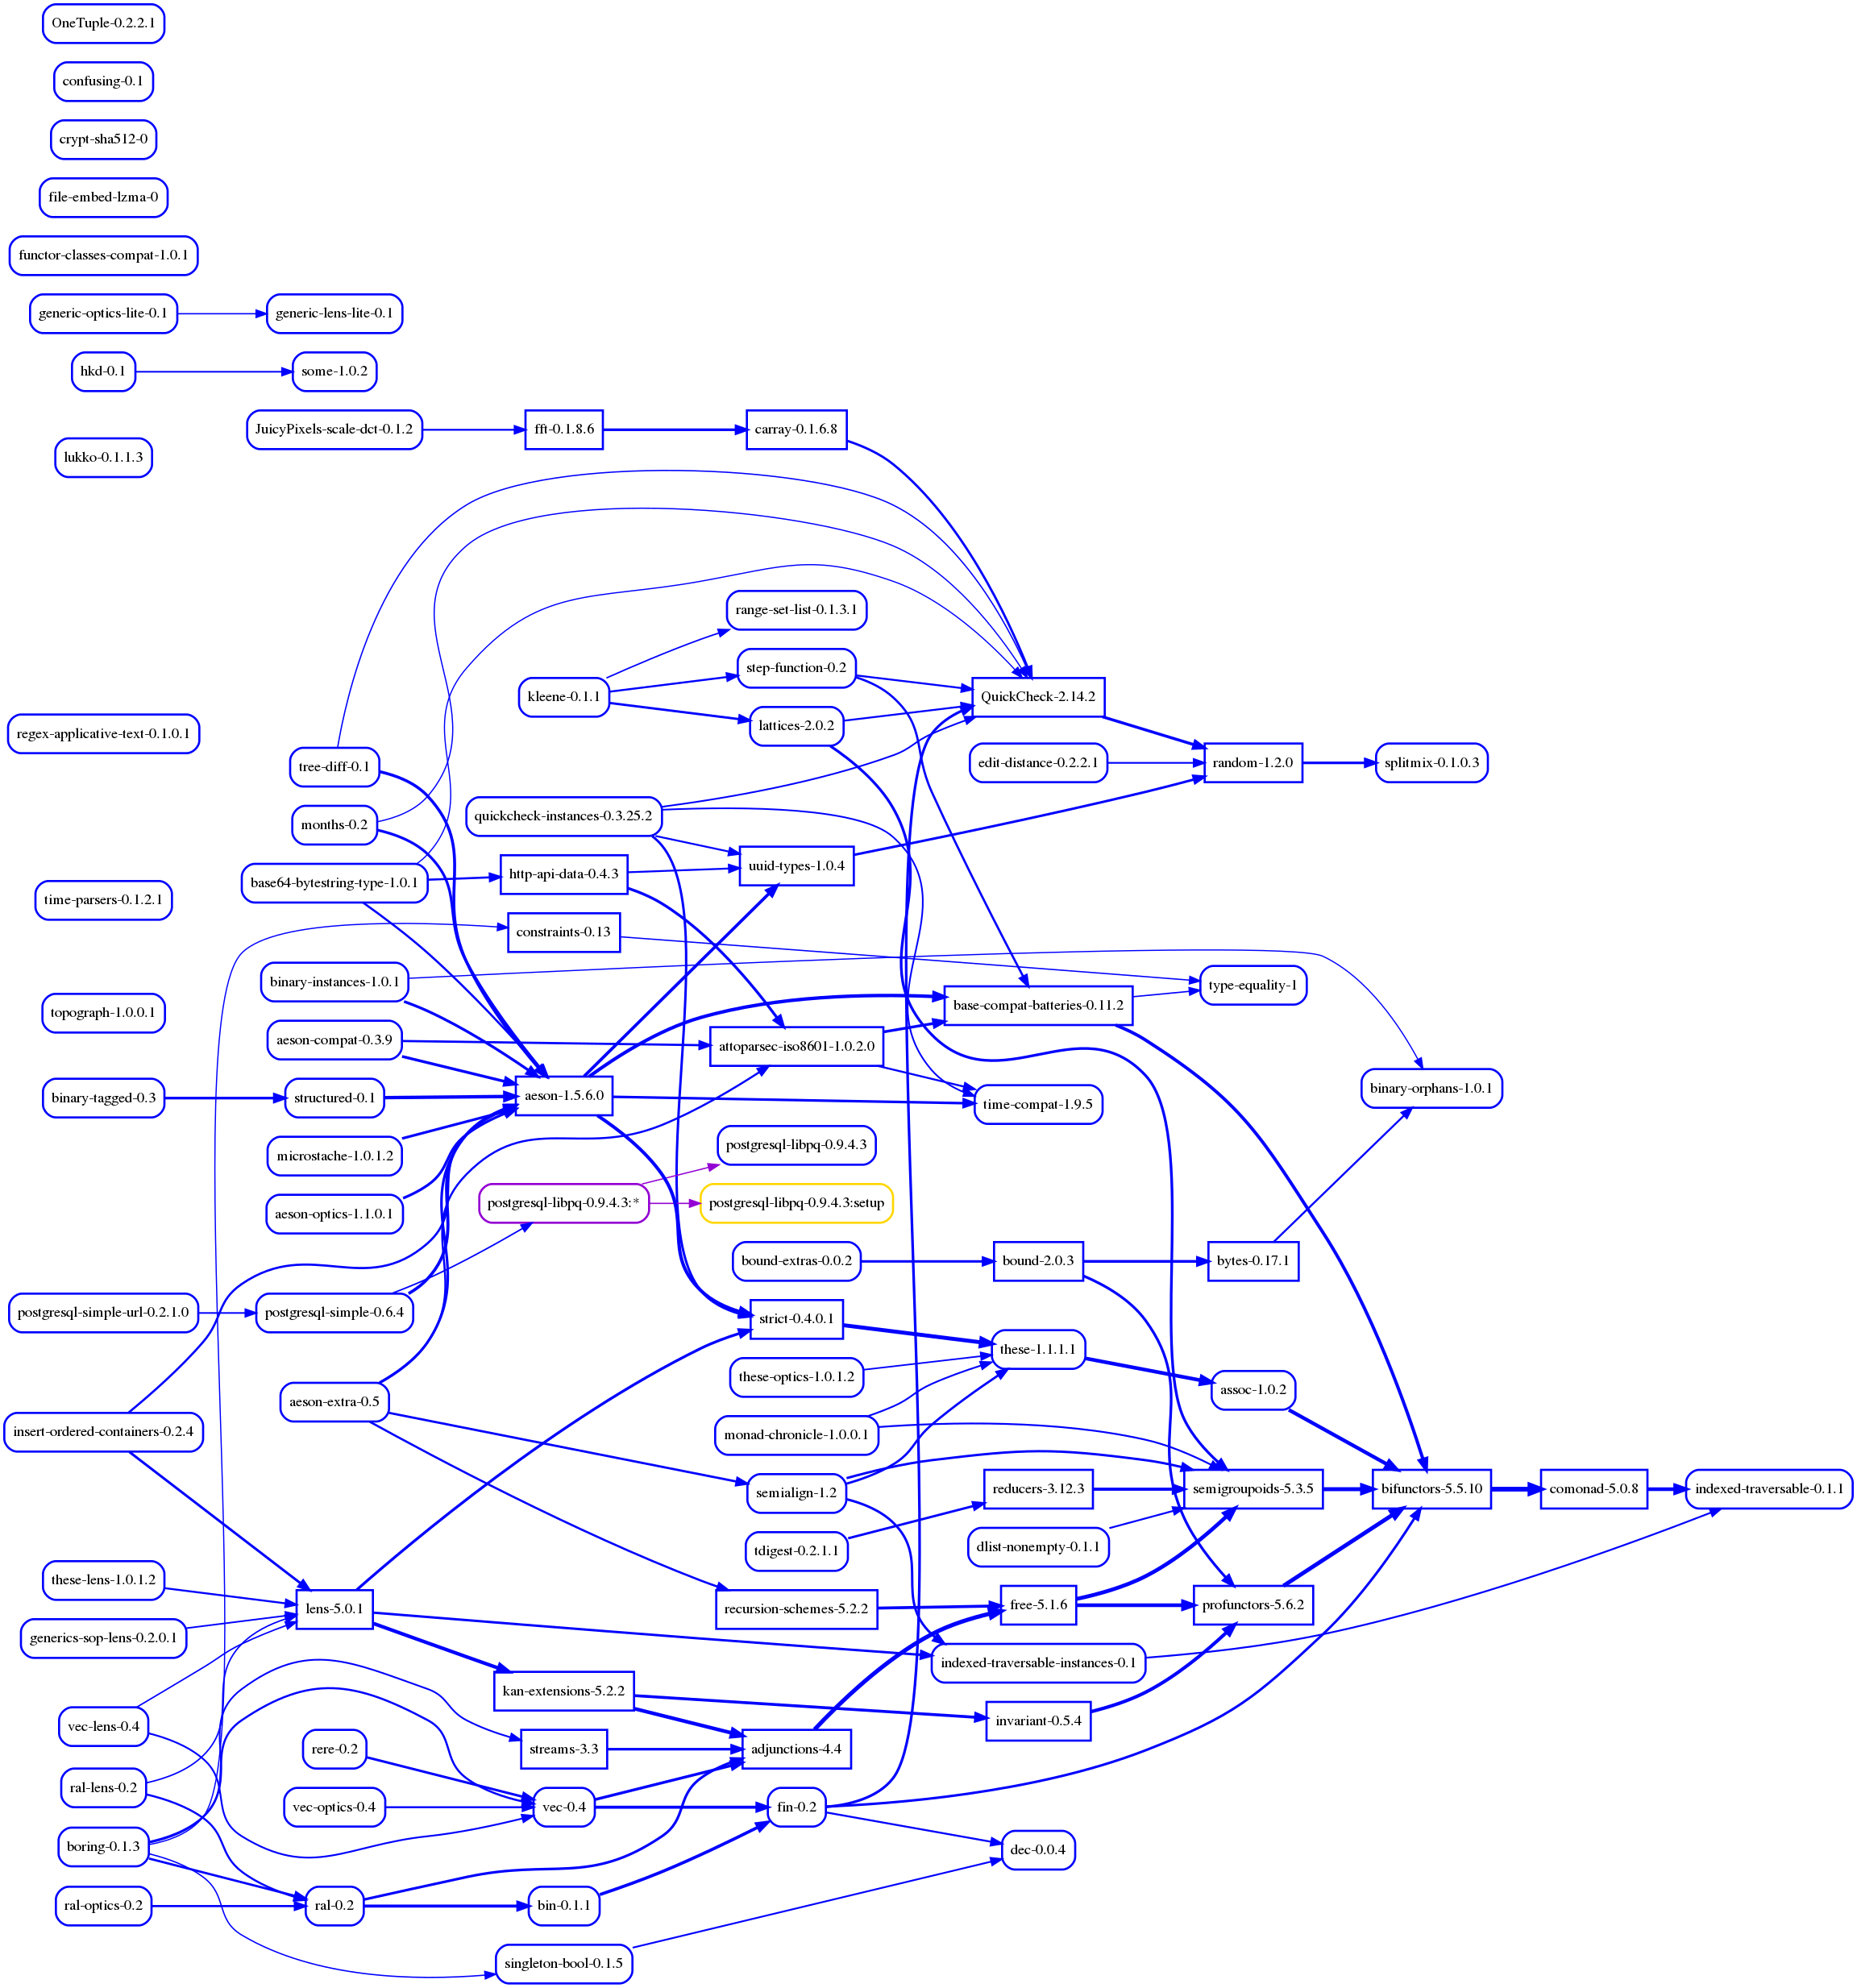 OneTuple-0.2.2.1
confusing-0.1
crypt-sha512-0
file-embed-lzma-0
functor-classes-compat-1.0.1
generic-optics-lite-0.1
generic-lens-lite-0.1
hkd-0.1
some-1.0.2
JuicyPixels-scale-dct-0.1.2
fft-0.1.8.6
carray-0.1.6.8
lukko-0.1.1.3
range-set-list-0.1.3.1
step-function-0.2
kleene-0.1.1
QuickCheck-2.14.2
lattices-2.0.2
regex-applicative-text-0.1.0.1
tree-diff-0.1
edit-distance-0.2.2.1
random-1.2.0
splitmix-0.1.0.3
months-0.2
quickcheck-instances-0.3.25.2
uuid-types-1.0.4
base64-bytestring-type-1.0.1
http-api-data-0.4.3
time-parsers-0.1.2.1
constraints-0.13
binary-instances-1.0.1
type-equality-1
base-compat-batteries-0.11.2
topograph-1.0.0.1
aeson-compat-0.3.9
attoparsec-iso8601-1.0.2.0
binary-orphans-1.0.1
binary-tagged-0.3
structured-0.1
aeson-1.5.6.0
time-compat-1.9.5
microstache-1.0.1.2
postgresql-libpq-0.9.4.3
aeson-optics-1.1.0.1
postgresql-libpq-0.9.4.3:*
postgresql-libpq-0.9.4.3:setup
bound-extras-0.0.2
bound-2.0.3
bytes-0.17.1
postgresql-simple-url-0.2.1.0
postgresql-simple-0.6.4
strict-0.4.0.1
these-1.1.1.1
these-optics-1.0.1.2
assoc-1.0.2
aeson-extra-0.5
insert-ordered-containers-0.2.4
monad-chronicle-1.0.0.1
semialign-1.2
reducers-3.12.3
semigroupoids-5.3.5
bifunctors-5.5.10
comonad-5.0.8
indexed-traversable-0.1.1
tdigest-0.2.1.1
dlist-nonempty-0.1.1
these-lens-1.0.1.2
lens-5.0.1
recursion-schemes-5.2.2
free-5.1.6
profunctors-5.6.2
generics-sop-lens-0.2.0.1
indexed-traversable-instances-0.1
kan-extensions-5.2.2
invariant-0.5.4
vec-lens-0.4
rere-0.2
streams-3.3
adjunctions-4.4
ral-lens-0.2
vec-optics-0.4
vec-0.4
fin-0.2
boring-0.1.3
dec-0.0.4
ral-optics-0.2
ral-0.2
bin-0.1.1
singleton-bool-0.1.5